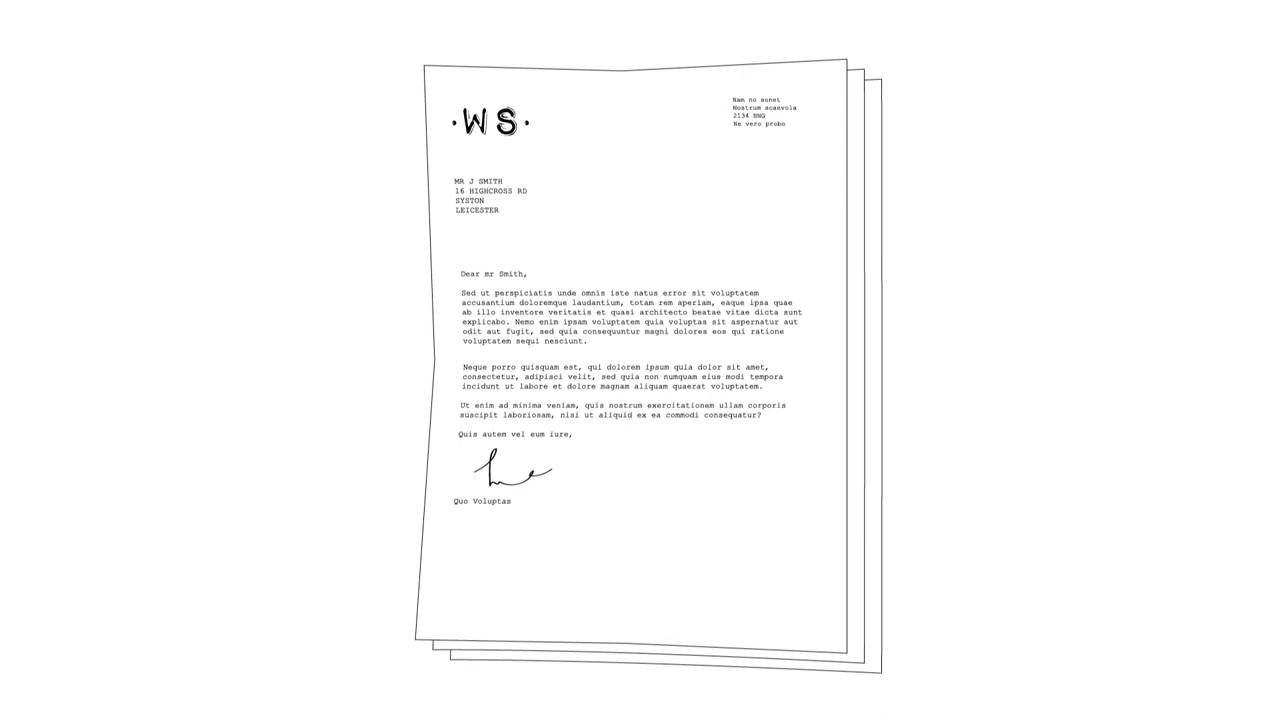 ·WS·
Nam no sonet
Nostrum scaevola
2134 BNG
Ne vero probo
MR J SMITH
16 HIGHCROSS RD
SYSTON
LEICESTER
Dear mr Smith,
Sed ut perspiciatis unde omnis iste natus error sit voluptatem
accusantium doloremque laudantium, totam rem aperiam, eaque ipsa quae
ab illo inventore veritatis et quasi architecto beatae vitae dicta sunt
explicabo. Nemo enim ipsam voluptatem quia voluptas sit aspernatur aut
odit aut fugit, sed quia consequuntur magni dolores eos qui ratione
voluptatem sequi nesciunt.
Neque porro quisquam est, qui dolorem ipsum quia dolor sit amet,
consectetur, adipisci velit, sed quia non numquam eius modi tempora
incidunt ut labore et dolore magnam aliquam quaerat voluptatem.
Ut enim ad minima veniam, quis nostrum exercitationem ullam corporis
suscipit laboriosam, nisi ut aliquid ex ea commodi consequatur?
Quis autem vel eum iure,
Quo Voluptas